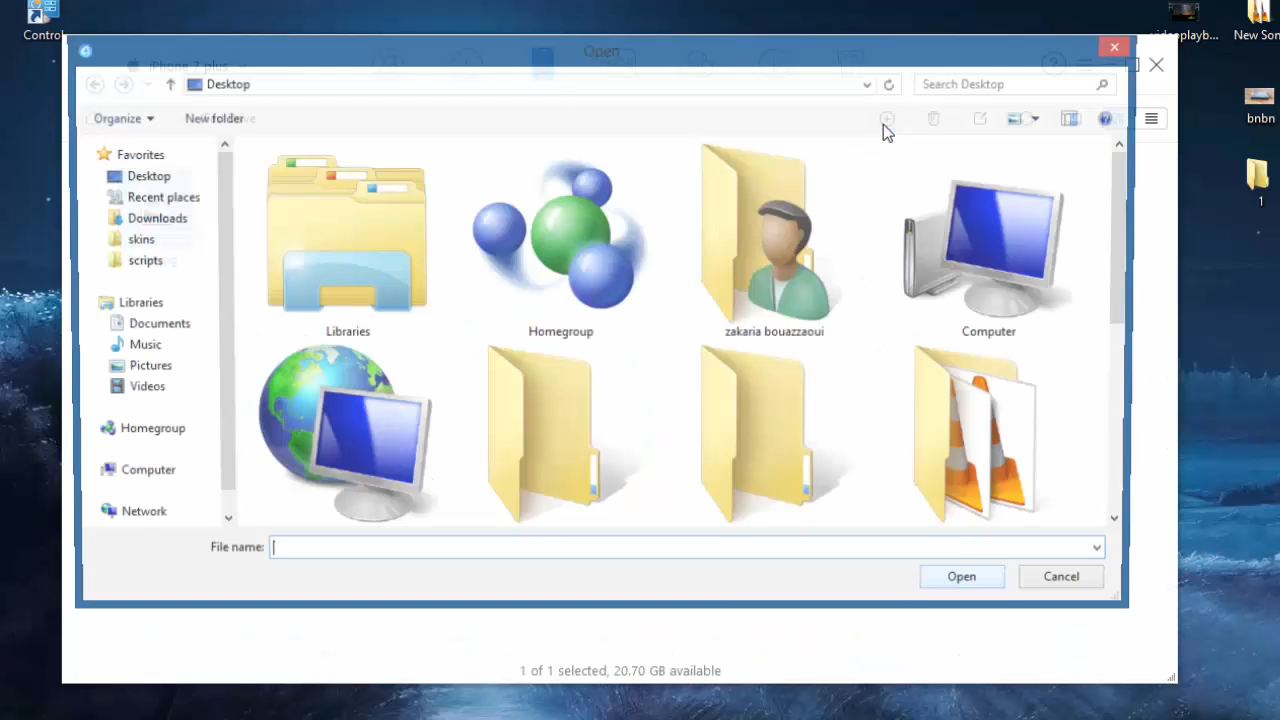 Control
videoplayb...
New Son
Open
iPhone 7 plus
Desktop
Search Desktop
Organize
New folder
bnbn
Favorites
Desktop
Recent places
Downloads
skins
scripts
1
Libraries
Documents
Music
Pictures
Videos
Homegroup
Computer
Network
Libraries
Homegroup
zakaria bouazzaoui
Computer
File name:
Open
Cancel
1 of 1 selected, 20.70 GB available